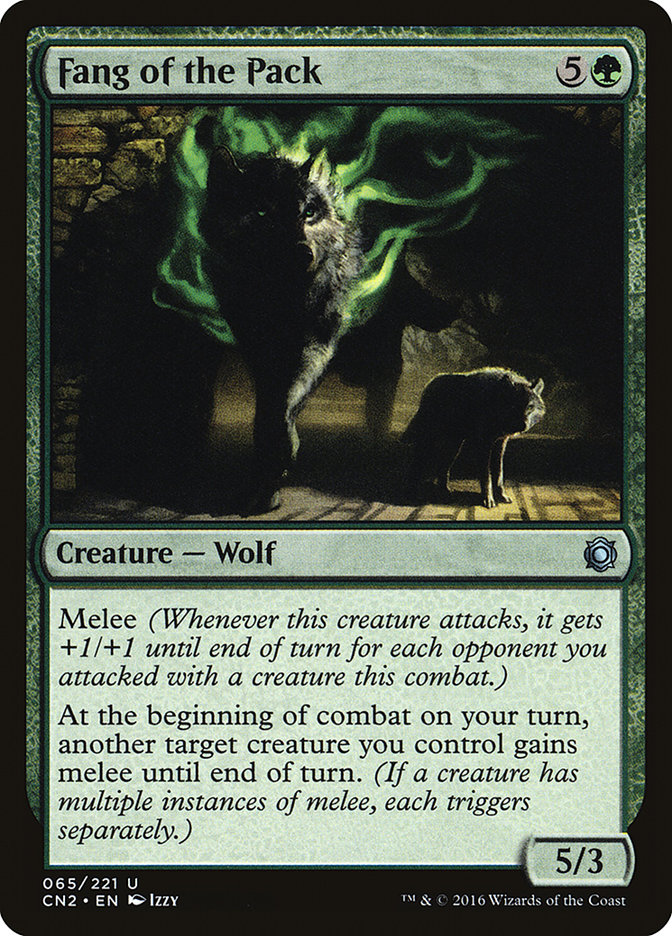 Fang of the Pack 5
Creature — Wolf
Melee (Whenever this creature attacks, it gets
+1/+1 until end of turn for each opponent you
attacked with a creature this combat.)
At the beginning of combat on your turn,
another target creature you control gains
melee until end of turn. (If a creature has
multiple instances of melee, each triggers
separately.)
5/3
065/221 U
CN2 • EN Izzy
™ & © 2016 Wizards of the Coast